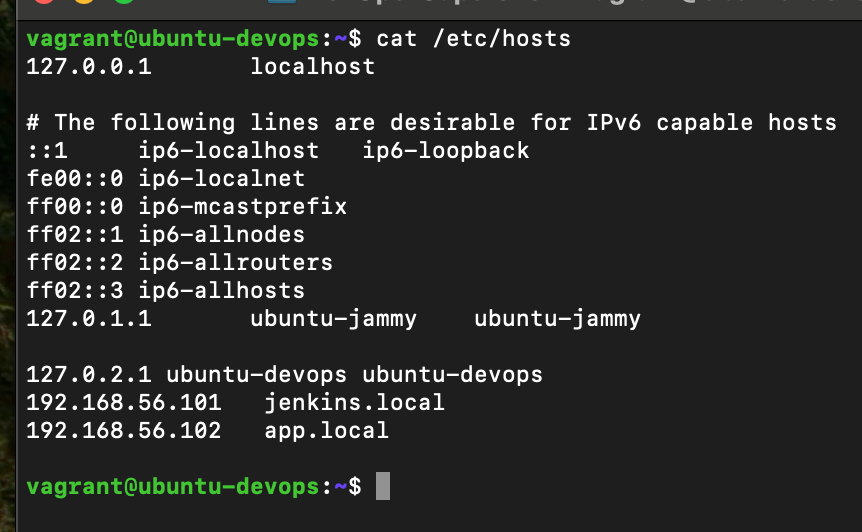 vagrant@ubuntu-devops:~$ cat /etc/hosts
127.0.0.1       localhost
# The following lines are desirable for IPv6 capable hosts
::1     ip6-localhost   ip6-loopback
fe00::0 ip6-localnet
ff00::0 ip6-mcastprefix
ff02::1 ip6-allnodes
ff02::2 ip6-allrouters
ff02::3 ip6-allhosts
127.0.1.1       ubuntu-jammy    ubuntu-jammy
127.0.2.1 ubuntu-devops ubuntu-devops
192.168.56.101   jenkins.local
192.168.56.102   app.local
vagrant@ubuntu-devops:~$